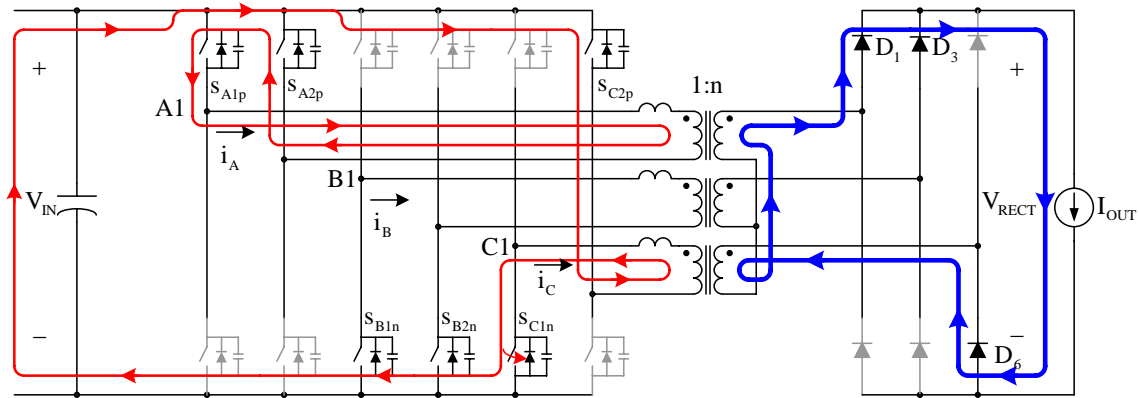 +
s_A1p
s_A2p
s_C2p
1:n
D_1
D_3
+
A1
i_A
V_IN
B1
i_B
V_RECT
I_OUT
C1
i_C
−
s_B1n
s_B2n
s_C1n
−
D_6